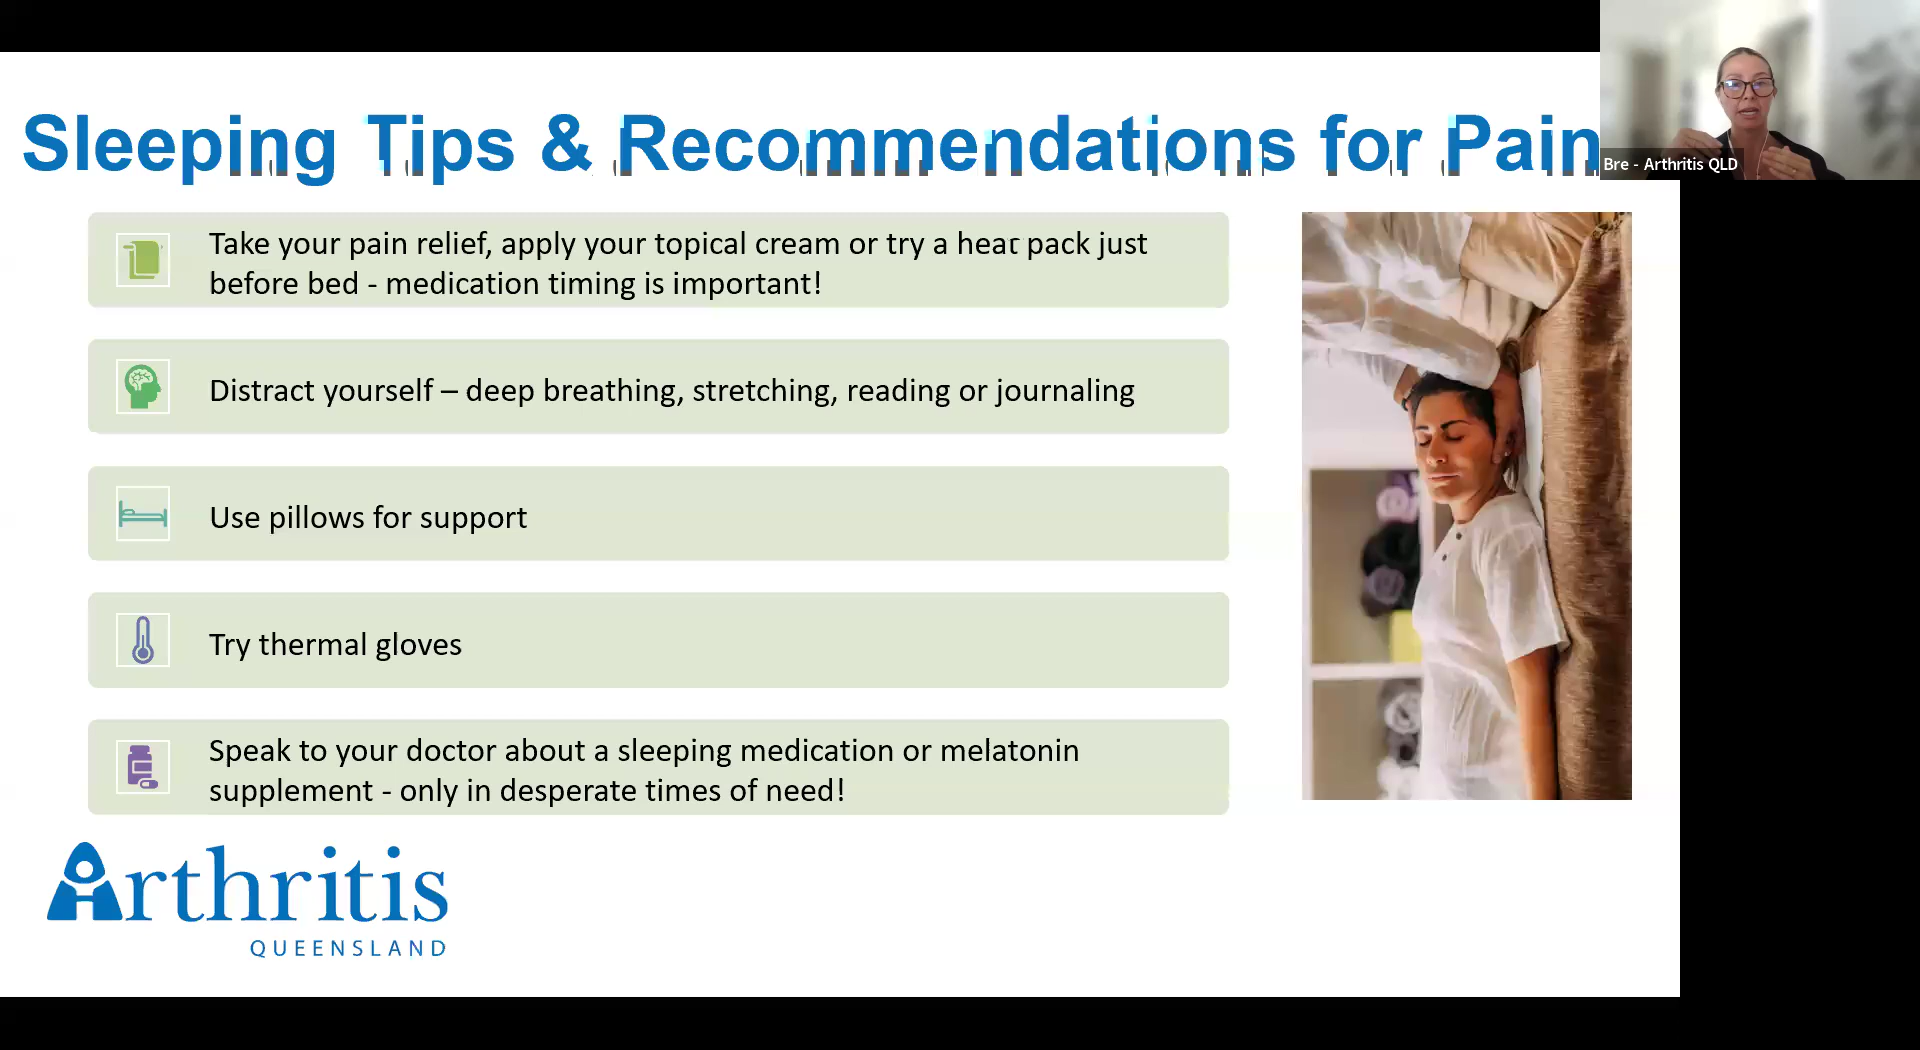 Sleeping Tips & Recommendations for Pain
Bre - Arthritis QLD
Take your pain relief, apply your topical cream or try a heat pack just
before bed - medication timing is important!
Distract yourself – deep breathing, stretching, reading or journaling
Use pillows for support
Try thermal gloves
Speak to your doctor about a sleeping medication or melatonin
supplement - only in desperate times of need!
Arthritis
QUEENSLAND